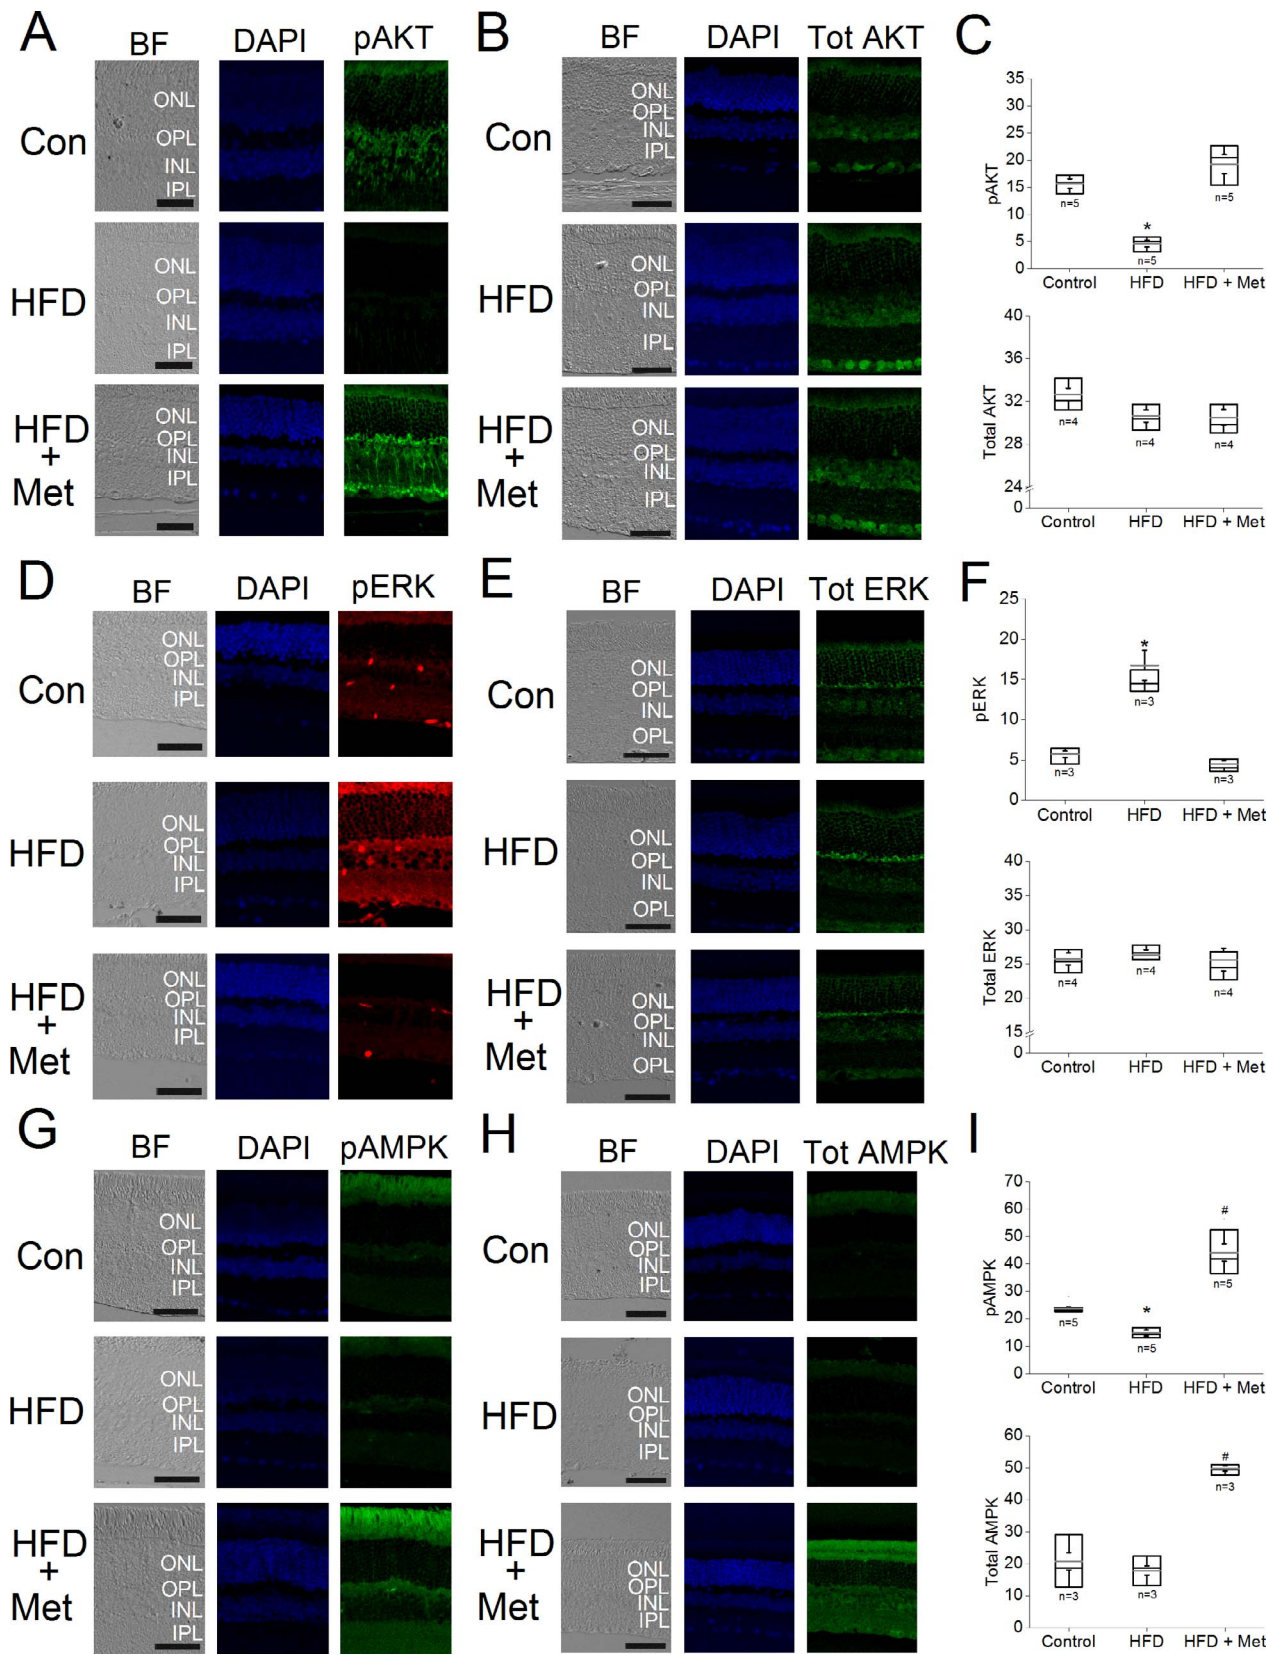 A
BF DAPI pAKT
Con
ONL
OPL
INL
IPL
HFD
ONL
OPL
INL
IPL
HFD
+
Met
ONL
OPL
INL
IPL
B
BF DAPI Tot AKT
Con
ONL
OPL
INL
IPL
HFD
ONL
OPL
INL
IPL
HFD
+
Met
ONL
OPL
INL
IPL
C
pAKT
35
30
25
20
15
10
5
0
n=5
*
n=5
n=5
Control HFD HFD + Met
Total AKT
40
36
32
28
24
0
n=4
n=4
n=4
Control HFD HFD + Met
D
BF DAPI pERK
Con
ONL
OPL
INL
IPL
HFD
ONL
OPL
INL
IPL
HFD
+
Met
ONL
OPL
INL
IPL
E
BF DAPI Tot ERK
Con
ONL
OPL
INL
OPL
HFD
ONL
OPL
INL
OPL
HFD
+
Met
ONL
OPL
INL
OPL
F
pERK
25
20
15
10
5
0
n=3
*
n=3
n=3
Control HFD HFD + Met
Total ERK
40
35
30
25
20
15
0
n=4
n=4
n=4
Control HFD HFD + Met
G
BF DAPI pAMPK
Con
ONL
OPL
INL
IPL
HFD
ONL
OPL
INL
IPL
HFD
+
Met
ONL
OPL
INL
IPL
H
BF DAPI Tot AMPK
Con
ONL
OPL
INL
IPL
HFD
ONL
OPL
INL
IPL
HFD
+
Met
ONL
OPL
INL
IPL
I
pAMPK
70
60
50
40
30
20
10
0
n=5
*
n=5
#
n=5
Control HFD HFD + Met
Total AMPK
60
50
40
30
20
10
0
n=3
n=3
#
n=3
Control HFD HFD + Met